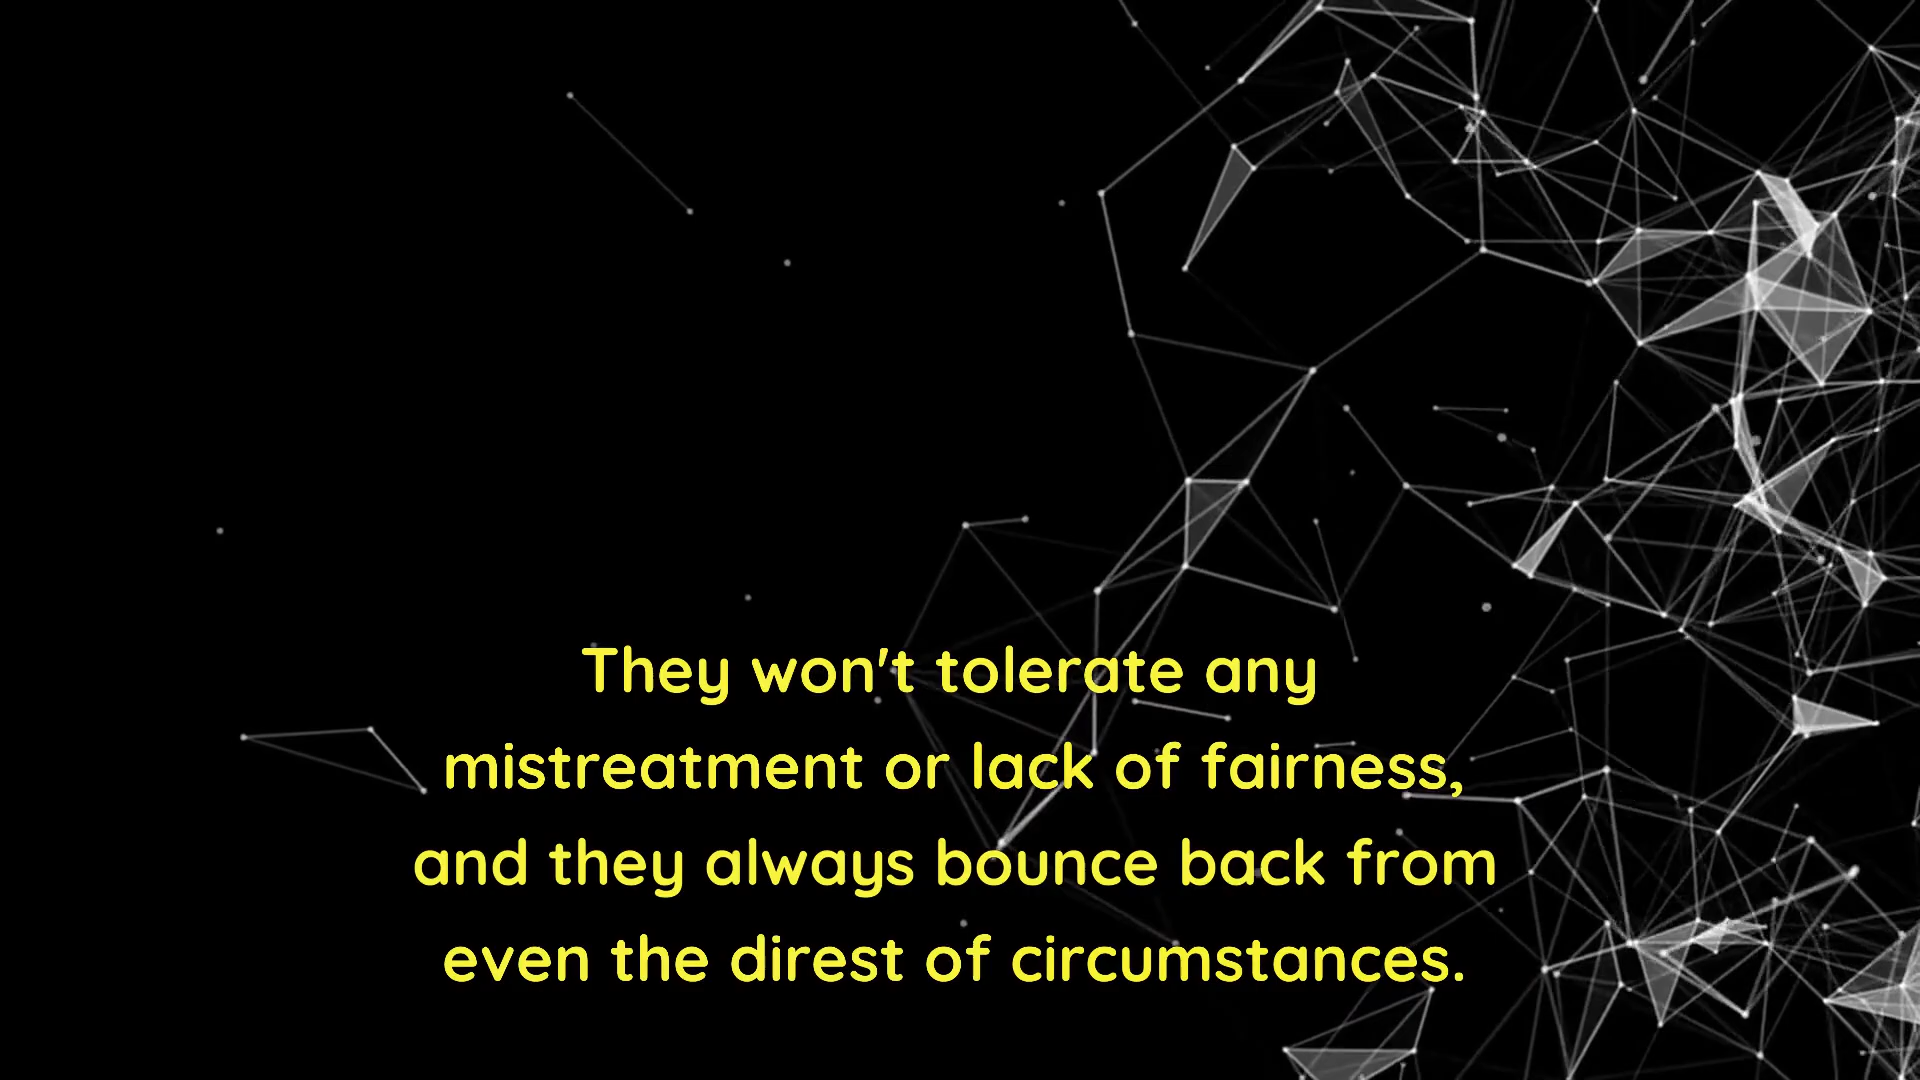 They won't tolerate any
mistreatment or lack of fairness,
and they always bounce back from
even the direst of circumstances.